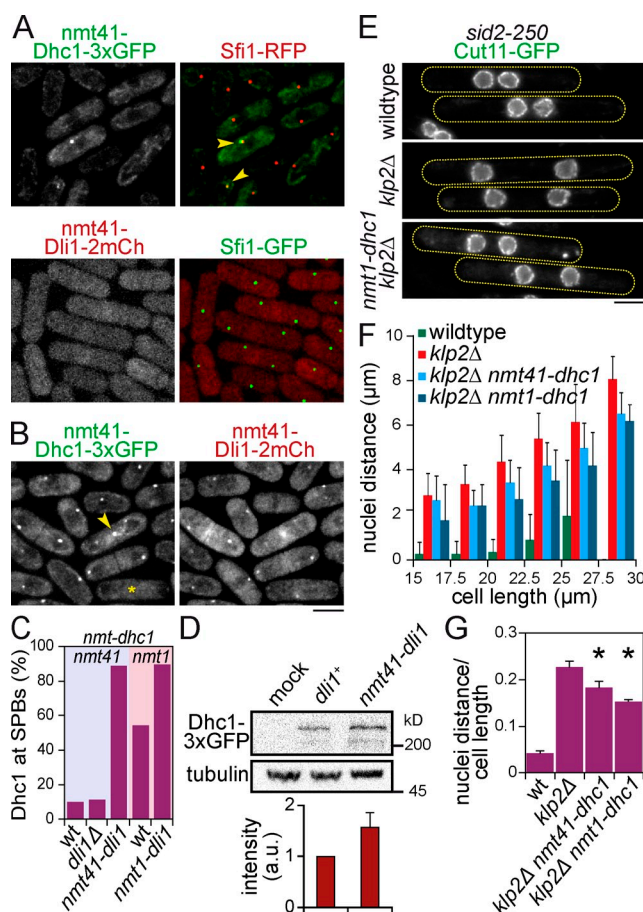 A
nmt41-
Dhc1-3xGFP
Sfi1-RFP
nmt41-
Dli1-2mCh
Sfi1-GFP
B
nmt41-
Dhc1-3xGFP
nmt41-
Dli1-2mCh
*
C
nmt-dhc1
nmt41
nmt1
Dhc1 at SPBs (%)
100
80
60
40
20
0
wt
dli1Δ
nmt41-dli1
wt
nmt1-dli1
D
mock
dli1+
nmt41-dli1
Dhc1-
3xGFP
kD
200
tubulin
45
intensity
(a.u.)
2
1
0
E
sid2-250
Cut11-GFP
wildtype
klp2Δ
nmt1-dhc1
klp2Δ
F
wildtype
klp2Δ
klp2Δ nmt41-dhc1
klp2Δ nmt1-dhc1
nuclei distance (µm)
10
8
6
4
2
0
15
17.5
20
22.5
25
27.5
30
cell length (µm)
G
nuclei distance/
cell length
0.3
0.2
0.1
0
* *
wt
klp2Δ
klp2Δ nmt41-dhc1
klp2Δ nmt1-dhc1